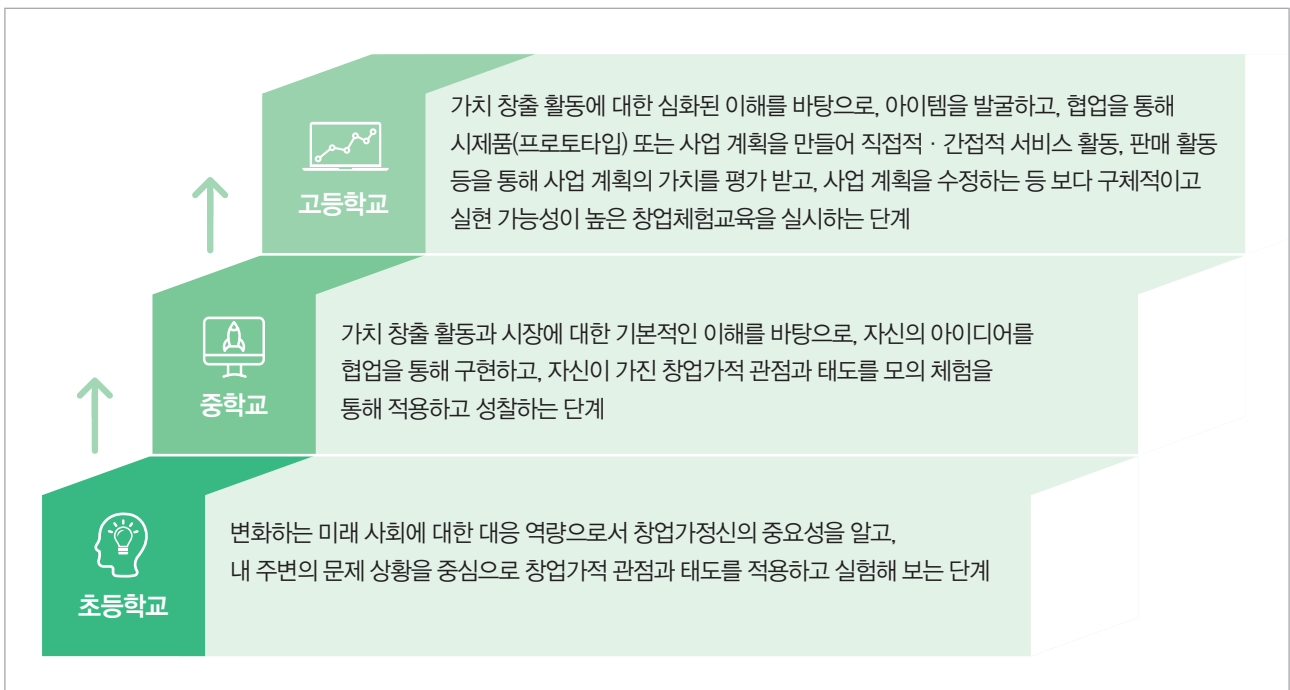 가치 창출 활동에 대한 심화된 이해를 바탕으로, 아이템을 발굴하고, 협업을 통해
시제품(프로토타입) 또는 사업 계획을 만들어 직접적 · 간접적 서비스 활동, 판매 활동
등을 통해 사업 계획의 가치를 평가 받고, 사업 계획을 수정하는 등 보다 구체적이고
실현 가능성이 높은 창업체험교육을 실시하는 단계
고등학교
가치 창출 활동과 시장에 대한 기본적인 이해를 바탕으로, 자신의 아이디어를
협업을 통해 구현하고, 자신이 가진 창업가적 관점과 태도를 모의 체험을
통해 적용하고 성찰하는 단계
중학교
변화하는 미래 사회에 대한 대응 역량으로서 창업가정신의 중요성을 알고,
내 주변의 문제 상황을 중심으로 창업가적 관점과 태도를 적용하고 실험해 보는 단계
초등학교